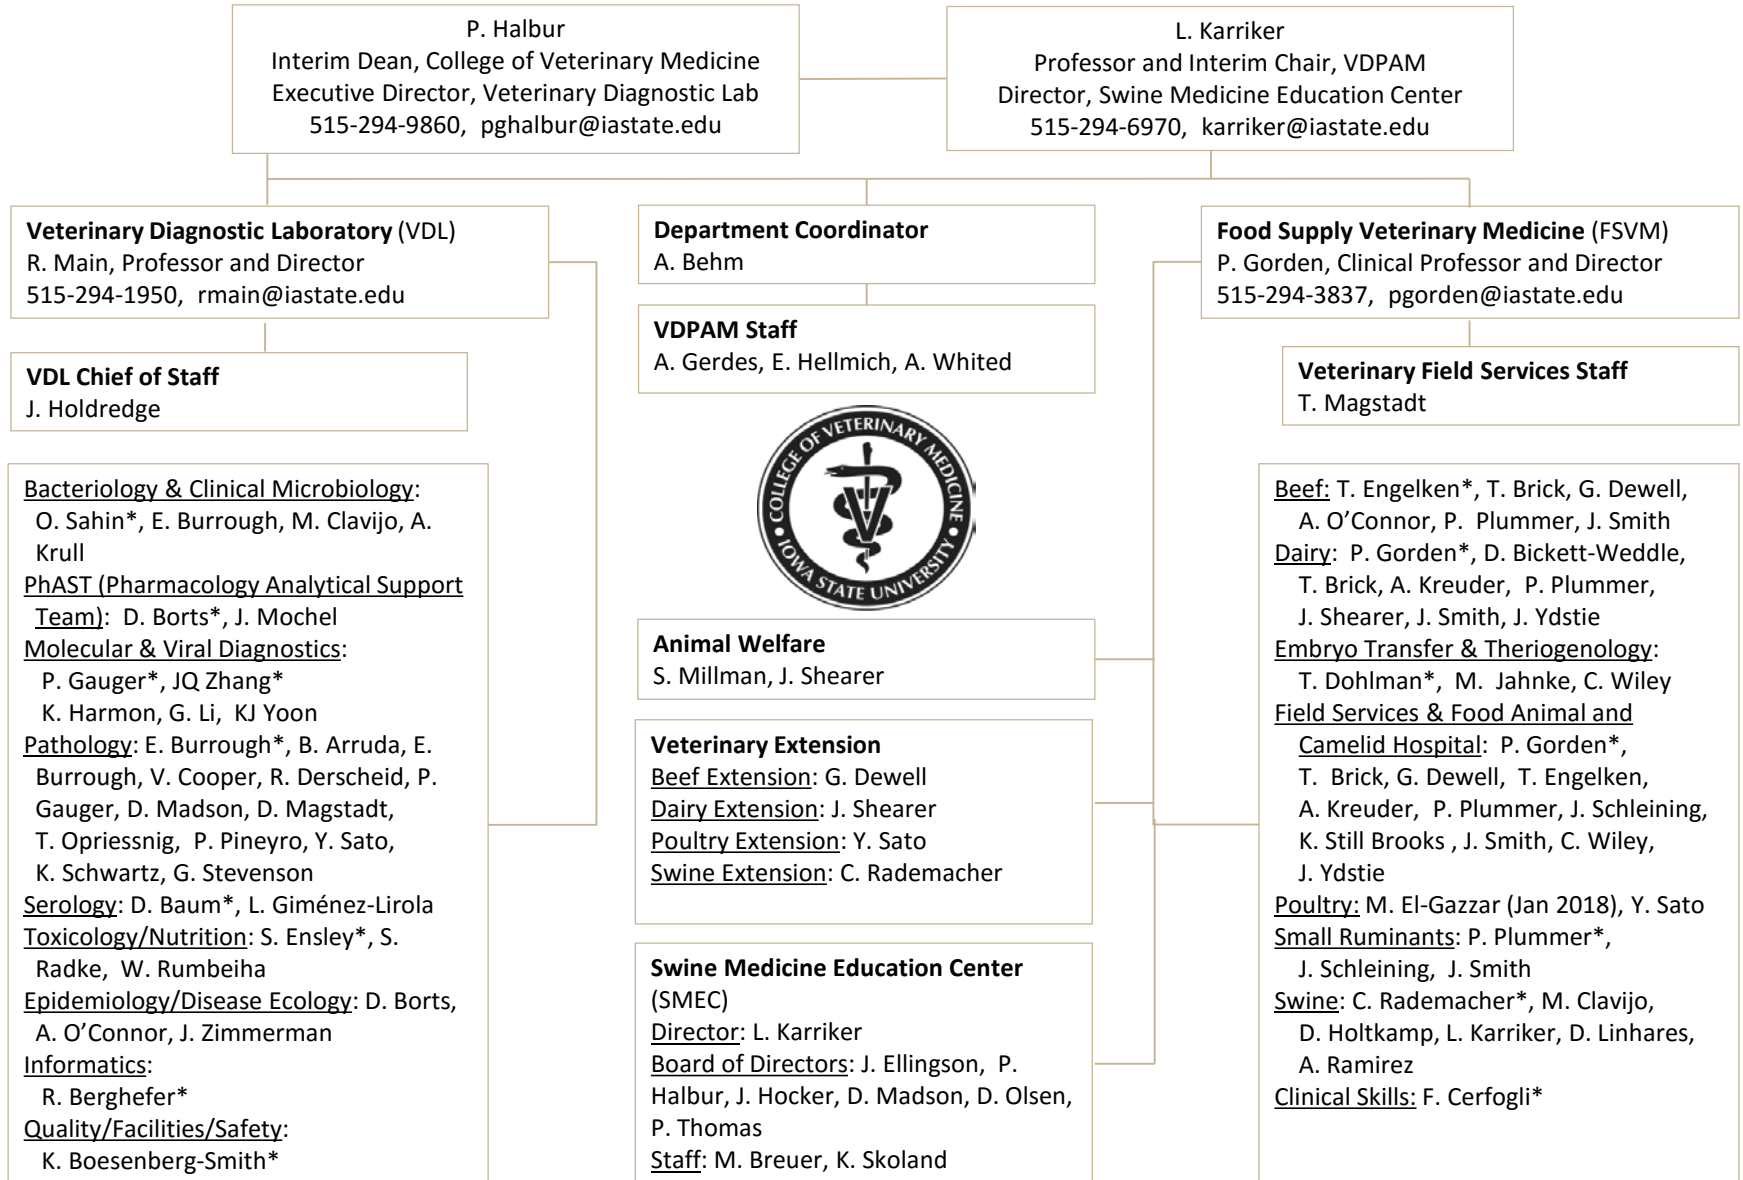 P. Halbur
Interim Dean, College of Veterinary Medicine
Executive Director, Veterinary Diagnostic Lab
515-294-9860, pghalbur@iastate.edu
L. Karriker
Professor and Interim Chair, VDPAM
Director, Swine Medicine Education Center
515-294-6970, karriker@iastate.edu
Veterinary Diagnostic Laboratory (VDL)
R. Main, Professor and Director
515-294-1950, rmain@iastate.edu
Department Coordinator
A. Behm
Food Supply Veterinary Medicine (FSVM)
P. Gorden, Clinical Professor and Director
515-294-3837, pgorden@iastate.edu
VDL Chief of Staff
J. Holdredge
VDPAM Staff
A. Gerdes, E. Hellmich, A. Whited
Veterinary Field Services Staff
T. Magstadt
Bacteriology & Clinical Microbiology:
O. Sahin*, E. Burrough, M. Clavijo, A.
Krull
PhAST (Pharmacology Analytical Support
Team): D. Borts*, J. Mochel
Molecular & Viral Diagnostics:
P. Gauger*, JQ Zhang*
K. Harmon, G. Li, KJ Yoon
Pathology: E. Burrough*, B. Arruda, E.
Burrough, V. Cooper, R. Derscheid, P.
Gauger, D. Madson, D. Magstadt,
T. Opriessnig, P. Pineyro, Y. Sato,
K. Schwartz, G. Stevenson
Serology: D. Baum*, L. Giménez-Lirola
Toxicology/Nutrition: S. Ensley*, S.
Radke, W. Rumbeiha
Epidemiology/Disease Ecology: D. Borts,
A. O’Connor, J. Zimmerman
Informatics:
R. Berghefer*
Quality/Facilities/Safety:
K. Boesenberg-Smith*
COLLEGE OF VETERINARY MEDICINE
V
IOWA STATE UNIVERSITY
Animal Welfare
S. Millman, J. Shearer
Veterinary Extension
Beef Extension: G. Dewell
Dairy Extension: J. Shearer
Poultry Extension: Y. Sato
Swine Extension: C. Rademacher
Swine Medicine Education Center
(SMEC)
Director: L. Karriker
Board of Directors: J. Ellingson, P.
Halbur, J. Hocker, D. Madson, D. Olsen,
P. Thomas
Staff: M. Breuer, K. Skoland
Beef: T. Engelken*, T. Brick, G. Dewell,
A. O’Connor, P. Plummer, J. Smith
Dairy: P. Gorden*, D. Bickett-Weddle,
T. Brick, A. Kreuder, P. Plummer,
J. Shearer, J. Smith, J. Ydstie
Embryo Transfer & Theriogenology:
T. Dohlman*, M. Jahnke, C. Wiley
Field Services & Food Animal and
Camelid Hospital: P. Gorden*,
T. Brick, G. Dewell, T. Engelken,
A. Kreuder, P. Plummer, J. Schleining,
K. Still Brooks , J. Smith, C. Wiley,
J. Ydstie
Poultry: M. El-Gazzar (Jan 2018), Y. Sato
Small Ruminants: P. Plummer*,
J. Schleining, J. Smith
Swine: C. Rademacher*, M. Clavijo,
D. Holtkamp, L. Karriker, D. Linhares,
A. Ramirez
Clinical Skills: F. Cerfogli*